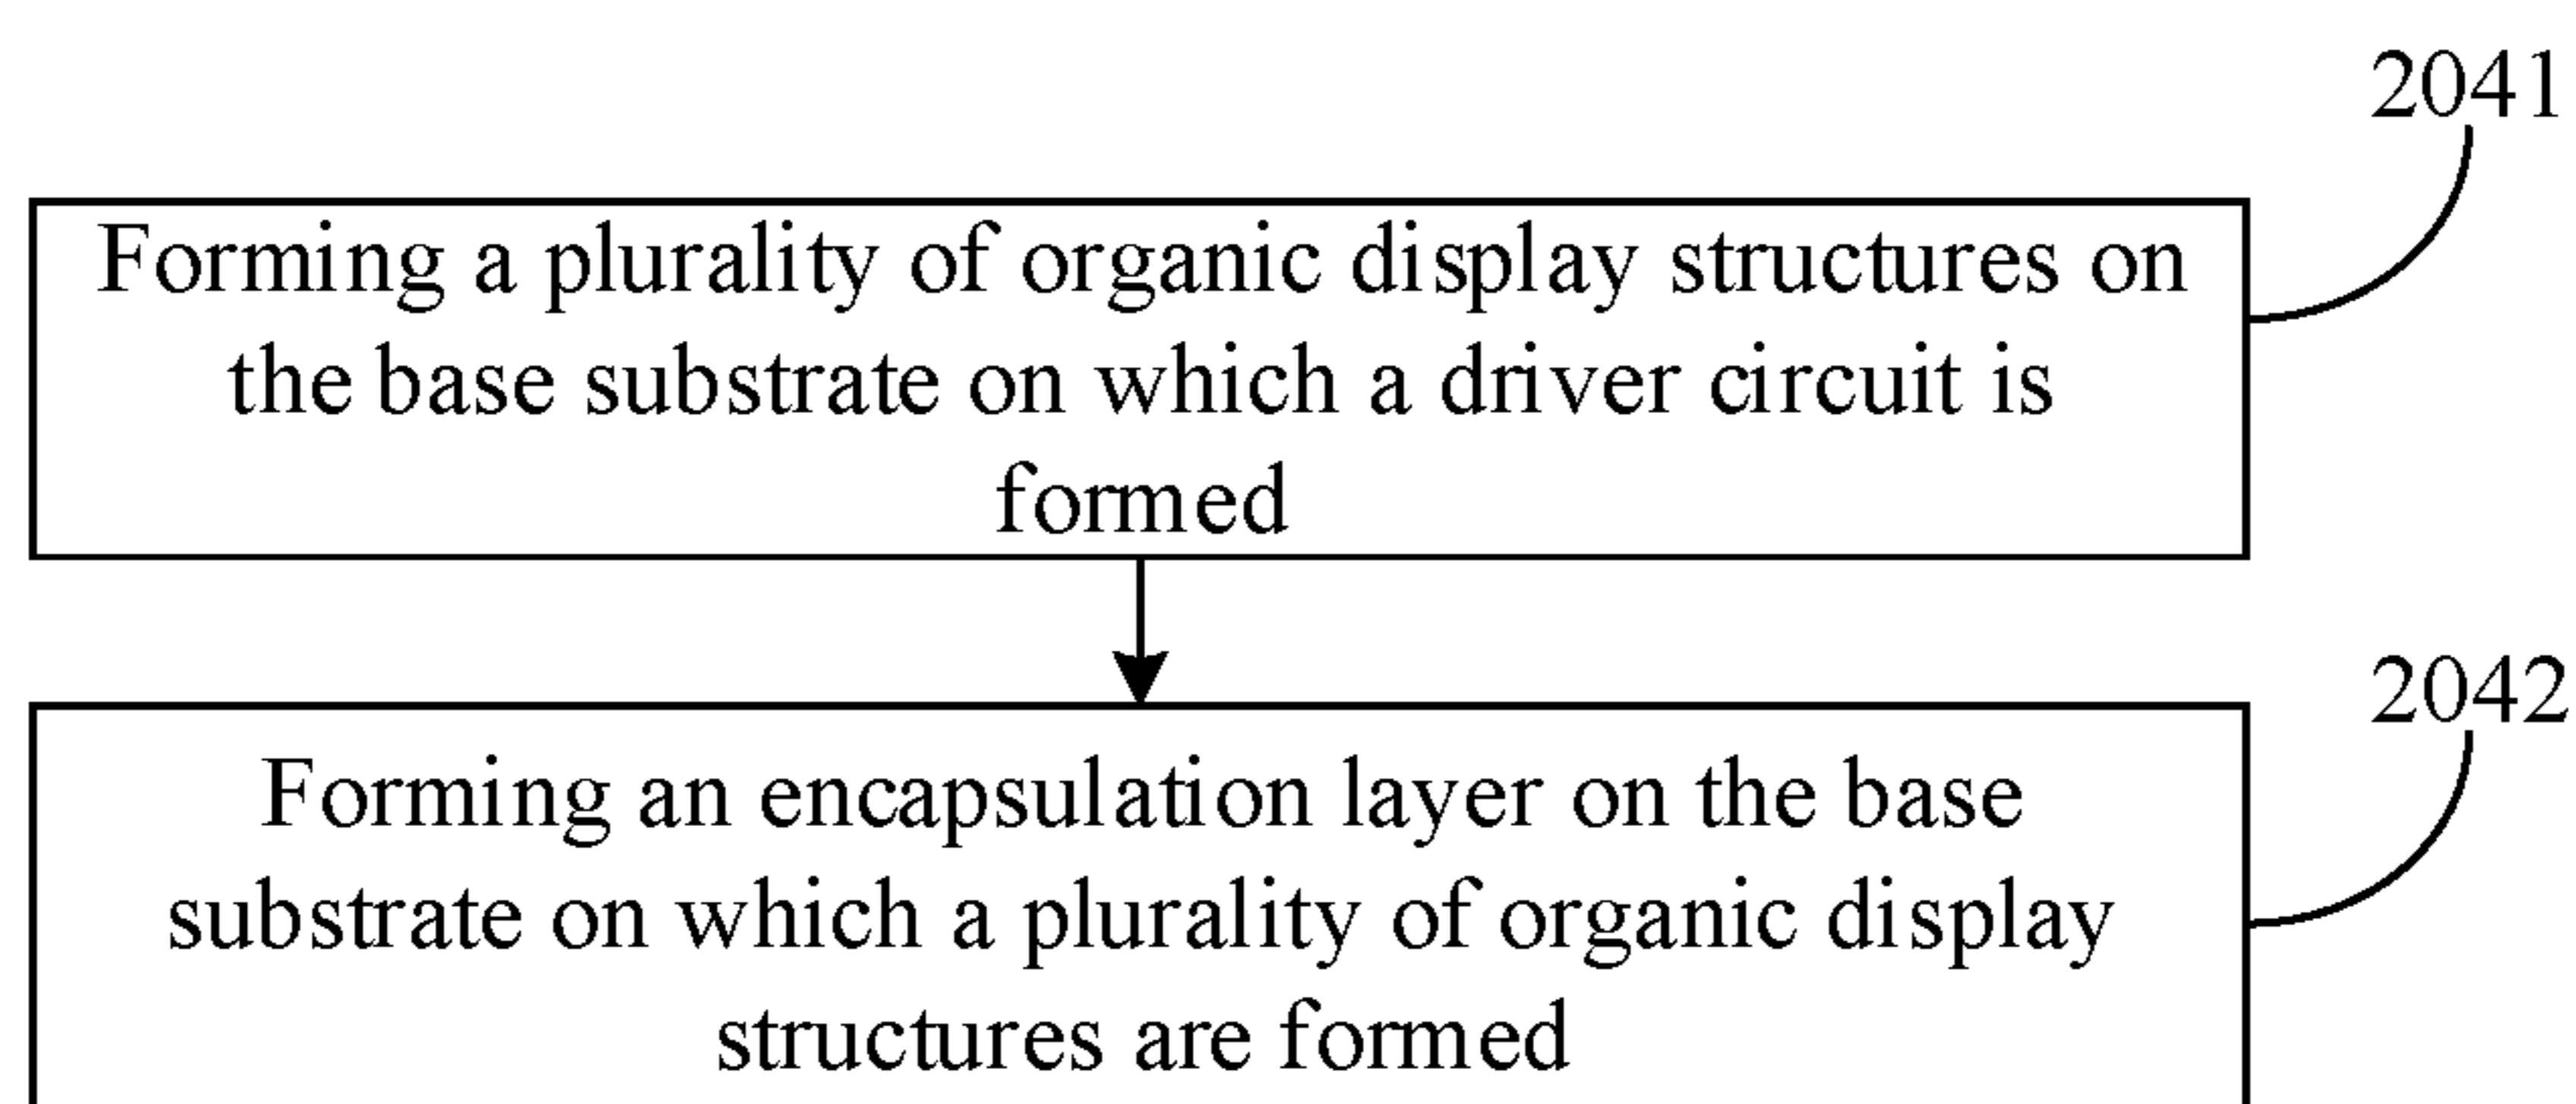 2041
Forming a plurality of organic display structures on
the base substrate on which a driver circuit is
formed
2042
Forming an encapsulation layer on the base
substrate on which a plurality of organic display
structures are formed